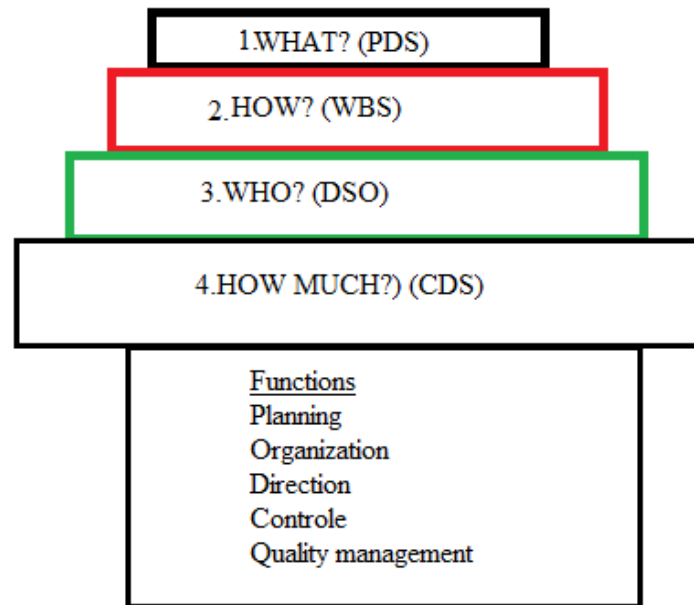 1.WHAT? (PDS)
2.HOW? (WBS)
3.WHO? (DSO)
4.HOW MUCH?) (CDS)
Functions
Planning
Organization
Direction
Controle
Quality management